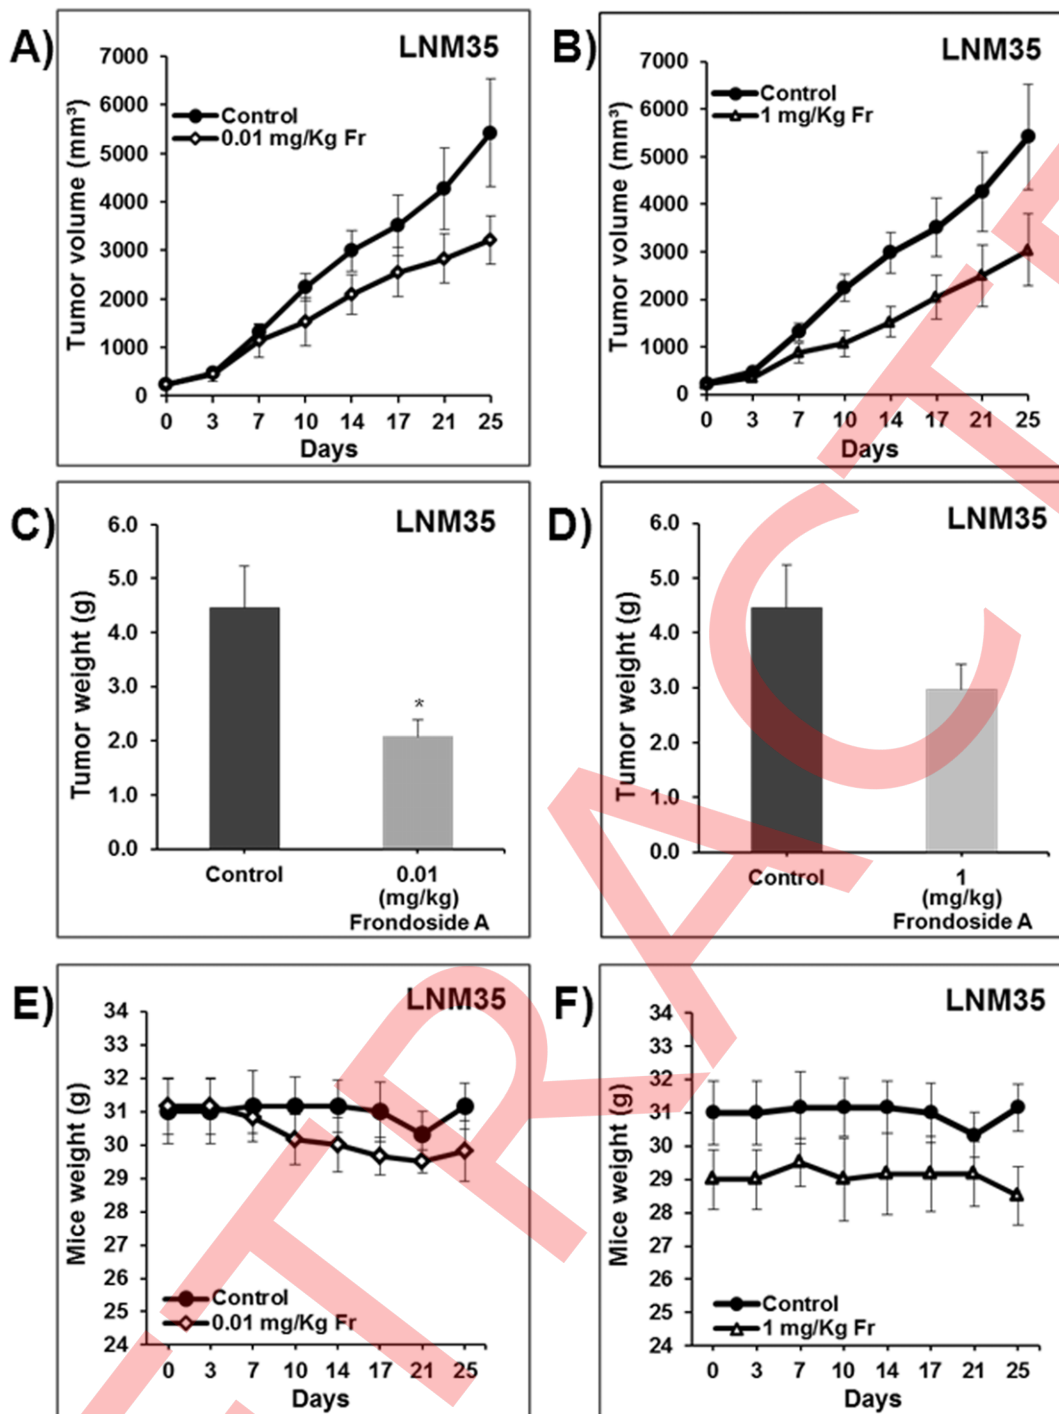 A)
LNM35
Tumor volume (mm³)
7000
6000
5000
4000
3000
2000
1000
0
Control
0.01 mg/Kg Fr
0 3 7 10 14 17 21 25
Days
B)
LNM35
Tumor volume (mm³)
7000
6000
5000
4000
3000
2000
1000
0
Control
1 mg/Kg Fr
0 3 7 10 14 17 21 25
Days
C)
LNM35
Tumor weight (g)
6.0
5.0
4.0
3.0
2.0
1.0
0.0
*
Control
0.01
(mg/kg)
Frondoside A
D)
LNM35
Tumor weight (g)
6.0
5.0
4.0
3.0
2.0
1.0
0.0
Control
1
(mg/kg)
Frondoside A
E)
LNM35
Mice weight (g)
34
33
32
31
30
29
28
27
26
25
24
Control
0.01 mg/Kg Fr
0 3 7 10 14 17 21 25
Days
F)
LNM35
Mice weight (g)
34
33
32
31
30
29
28
27
26
25
24
Control
1 mg/Kg Fr
0 3 7 10 14 17 21 25
Days
TRACT